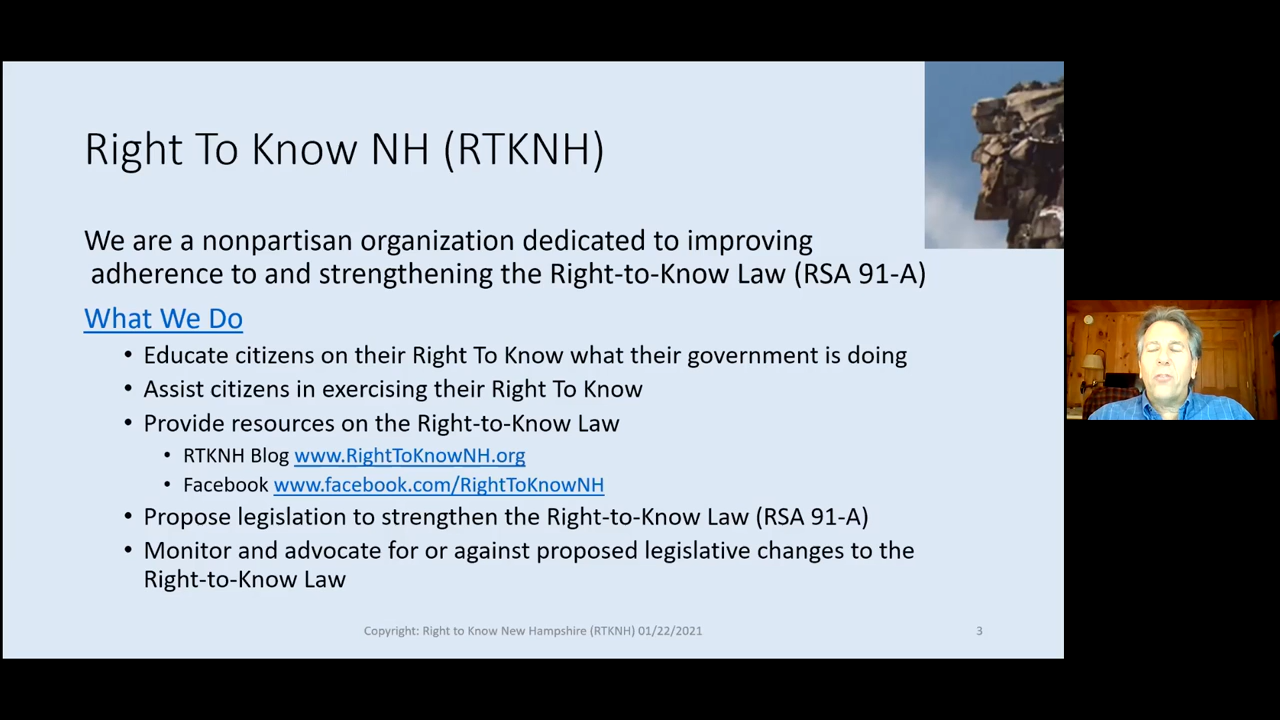 Right To Know NH (RTKNH)
We are a nonpartisan organization dedicated to improving
adherence to and strengthening the Right-to-Know Law (RSA 91-A)
What We Do
• Educate citizens on their Right To Know what their government is doing
• Assist citizens in exercising their Right To Know
• Provide resources on the Right-to-Know Law
• RTKNH Blog www.RightToKnowNH.org
• Facebook www.facebook.com/RightToKnowNH
• Propose legislation to strengthen the Right-to-Know Law (RSA 91-A)
• Monitor and advocate for or against proposed legislative changes to the
Right-to-Know Law
Copyright: Right to Know New Hampshire (RTKNH) 01/22/2021
3